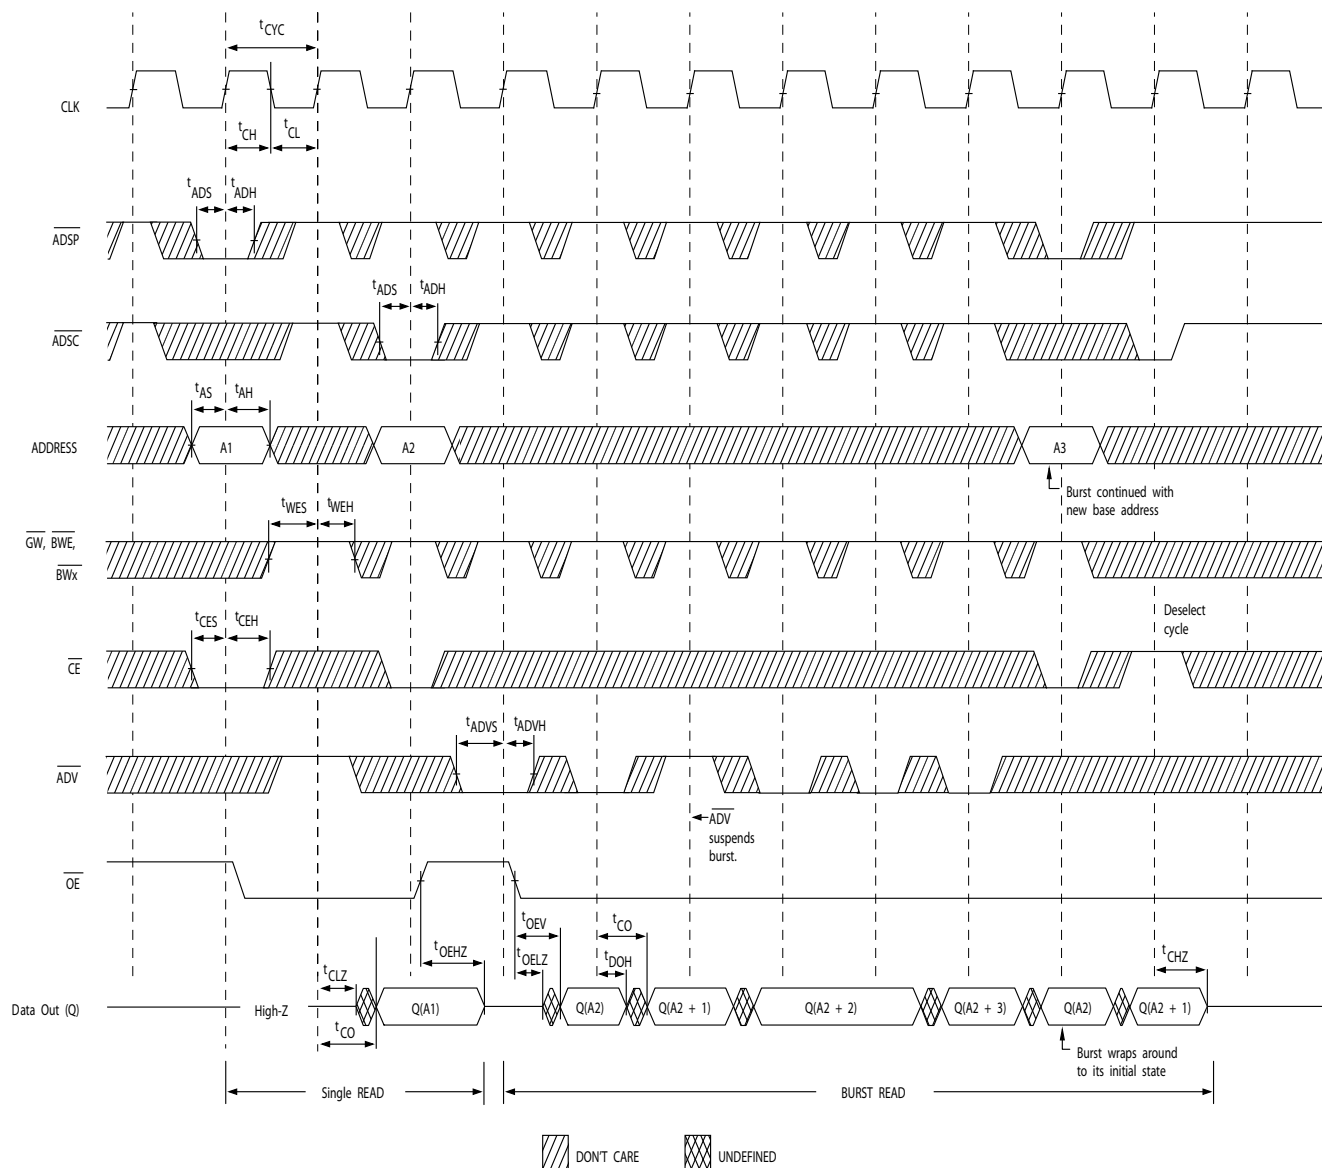 tCYC
CLK
tCH
tCL
tADS
tADH
ADSP
tADS
tADH
ADSC
tAS
tAH
ADDRESS
A1
A2
A3
Burst continued with
new base address
tWES
tWEH
GW, BWE,
BWx
Deselect
cycle
tCES
tCEH
CE
tADVS
tADVH
ADV
ADV
suspends
burst.
OE
tOEV
tCO
tOEHZ
tOELZ
tDOH
tCHZ
tCLZ
Data Out (Q)
High-Z
Q(A1)
Q(A2)
Q(A2 + 1)
Q(A2 + 2)
Q(A2 + 3)
Q(A2)
Q(A2 + 1)
tCO
Burst wraps around
to its initial state
Single READ
BURST READ
DON'T CARE
UNDEFINED